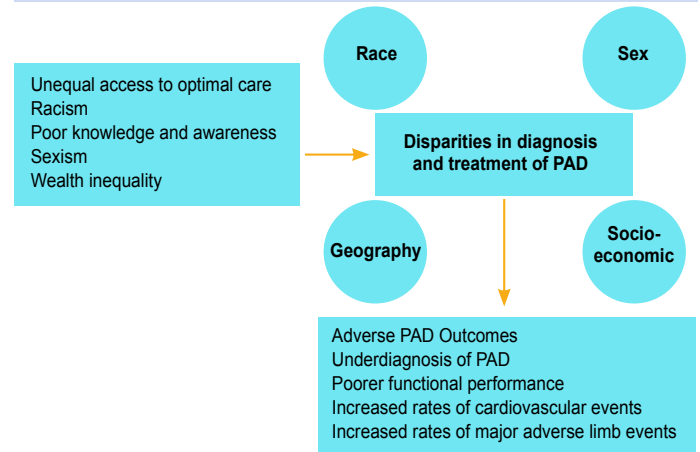 Race
Sex
Unequal access to optimal care
Racism
Poor knowledge and awareness
Sexism
Wealth inequality
Disparities in diagnosis
and treatment of PAD
Geography
Socio-
economic
Adverse PAD Outcomes
Underdiagnosis of PAD
Poorer functional performance
Increased rates of cardiovascular events
Increased rates of major adverse limb events